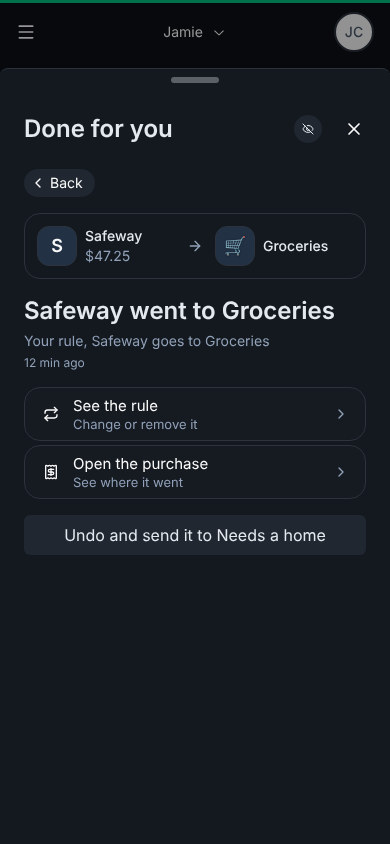 Jamie
JC
Done for you
Back
S
Safeway
$47.25
Groceries
Safeway went to Groceries
Your rule, Safeway goes to Groceries
12 min ago
See the rule
Change or remove it
Open the purchase
See where it went
Undo and send it to Needs a home